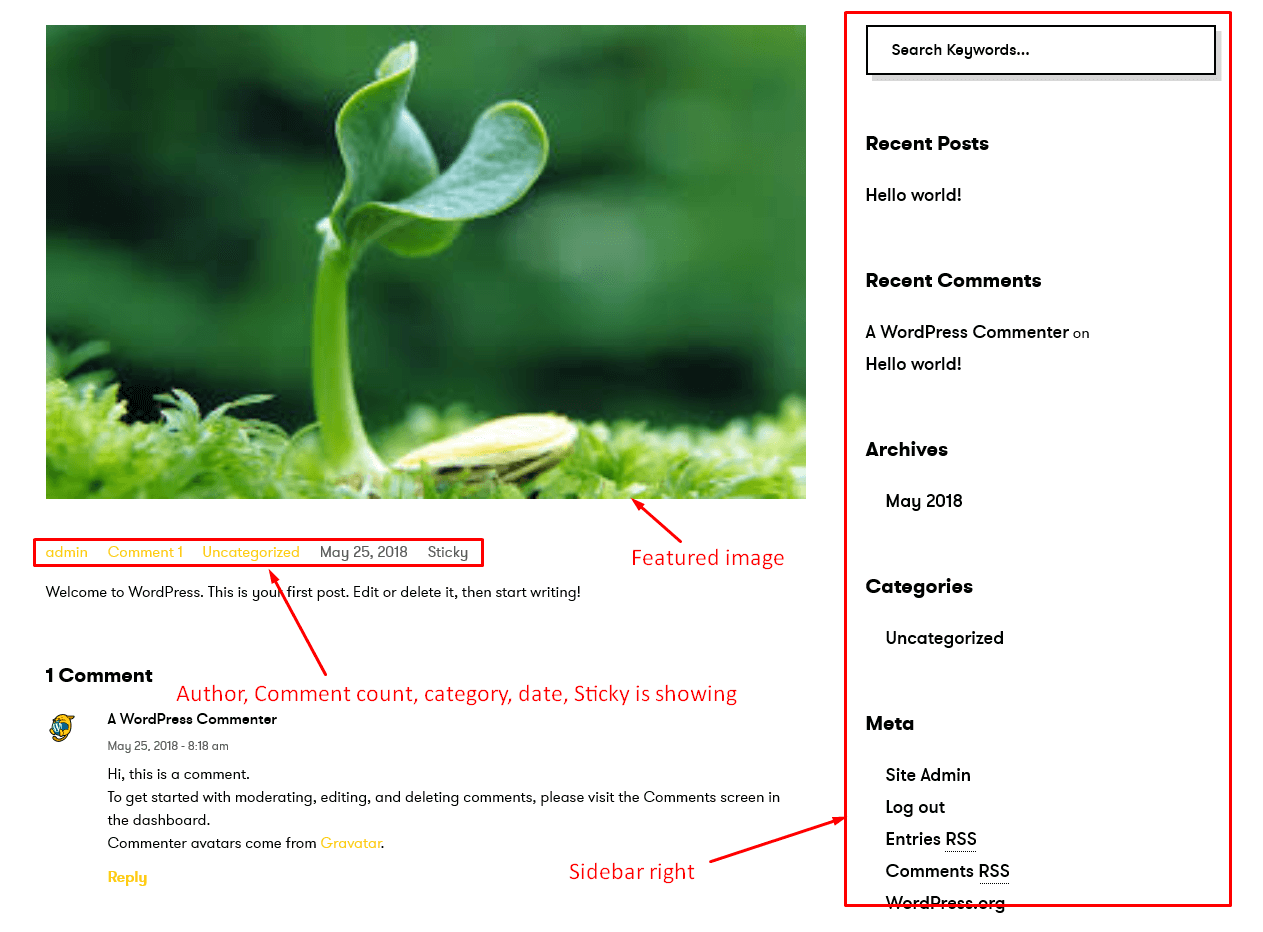 Search Keywords...
Recent Posts
Hello world!
Recent Comments
A WordPress Commenter on
Hello world!
Archives
May 2018
Categories
Uncategorized
Meta
Site Admin
Log out
Entries RSS
Comments RSS
WordPress.org
Featured image
admin Comment 1 Uncategorized May 25, 2018 Sticky
Welcome to WordPress. This is your first post. Edit or delete it, then start writing!
1 Comment
Author, Comment count, category, date, Sticky is showing
A WordPress Commenter
May 25, 2018 - 8:18 am
Hi, this is a comment.
To get started with moderating, editing, and deleting comments, please visit the Comments screen in
the dashboard.
Commenter avatars come from Gravatar.
Reply
Sidebar right